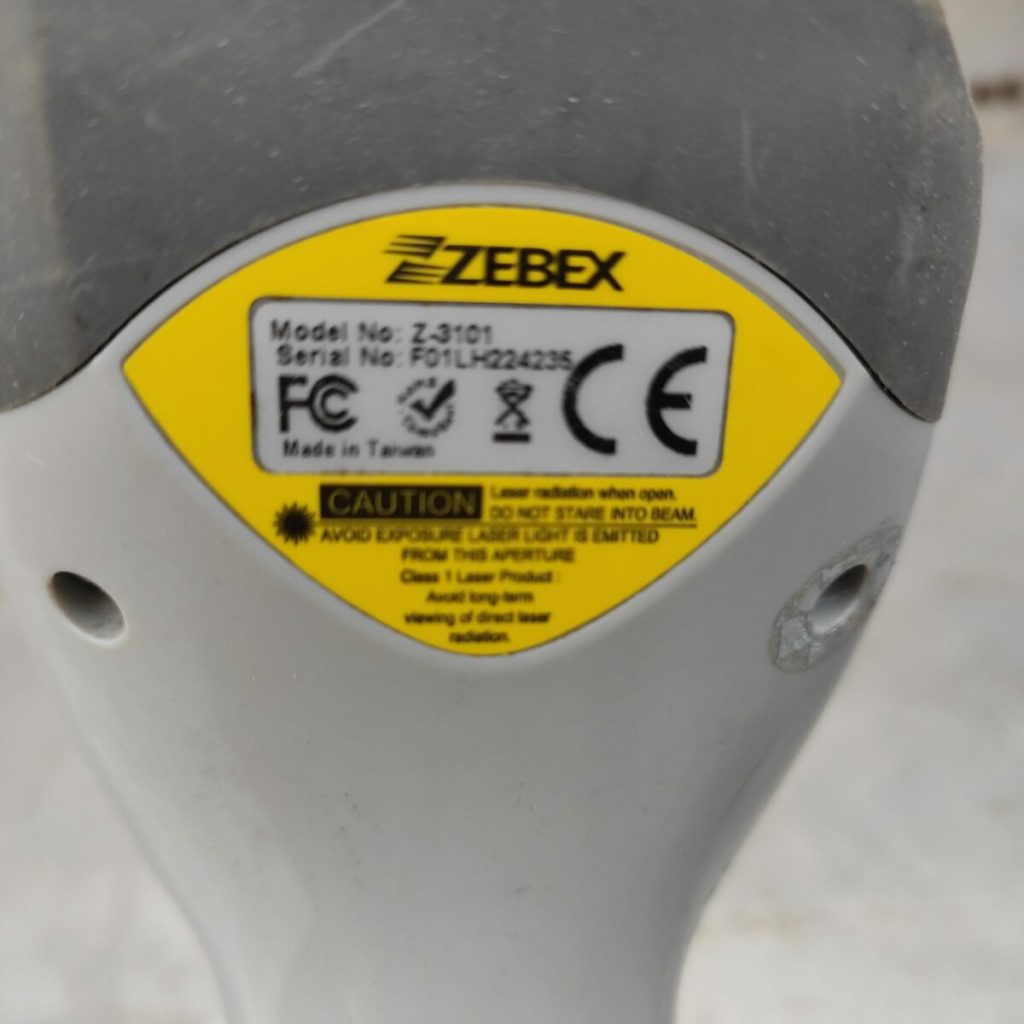 ZEBEX
Model No: Z-3101
Serial No: F01LH224235
FC CE
Made in Taiwan
CAUTION Laser radiation when open.
DO NOT STARE INTO BEAM.
AVOID EXPOSURE LASER LIGHT IS EMITTED
FROM THIS APERTURE
Class 1 Laser Product :
Avoid long-term
viewing of direct laser
radiation.